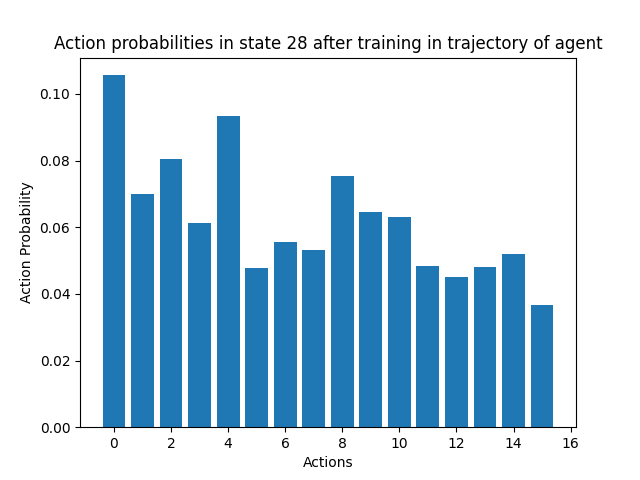 Action probabilities in state 28 after training in trajectory of agent
0.10
0.08
0.06
0.04
0.02
0.00
Action Probability
0 2 4 6 8 10 12 14 16
Actions